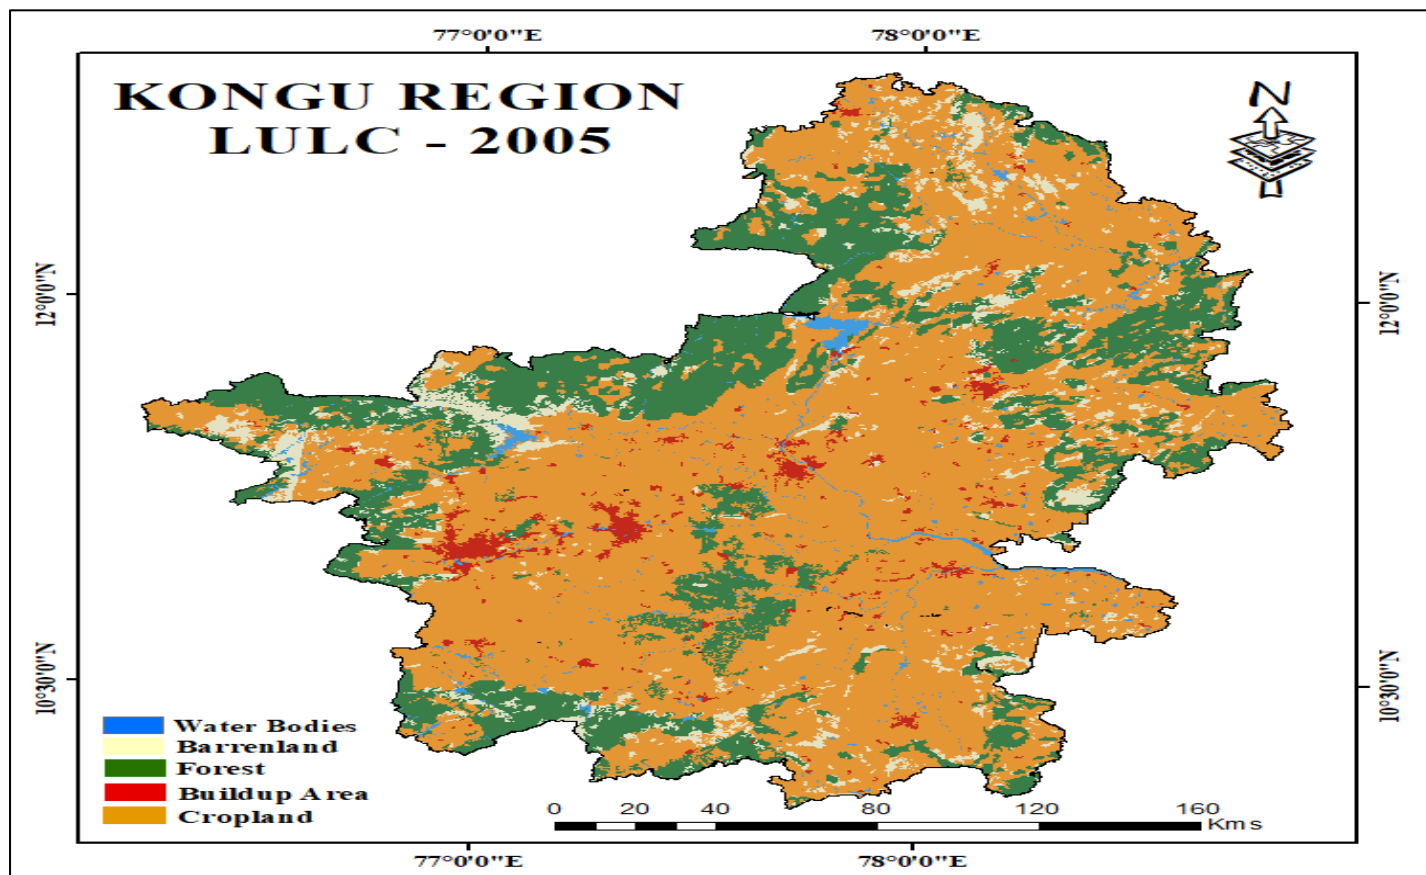 77°0'0"E 78°0'0"E
KONGU REGION
LULC - 2005
N
12°0'0"N 12°0'0"N
10°30'0"N 10°30'0"N
Water Bodies
Barrenland
Forest
Buildup Area
Cropland
0 20 40 80 120 160
Kms
77°0'0"E 78°0'0"E